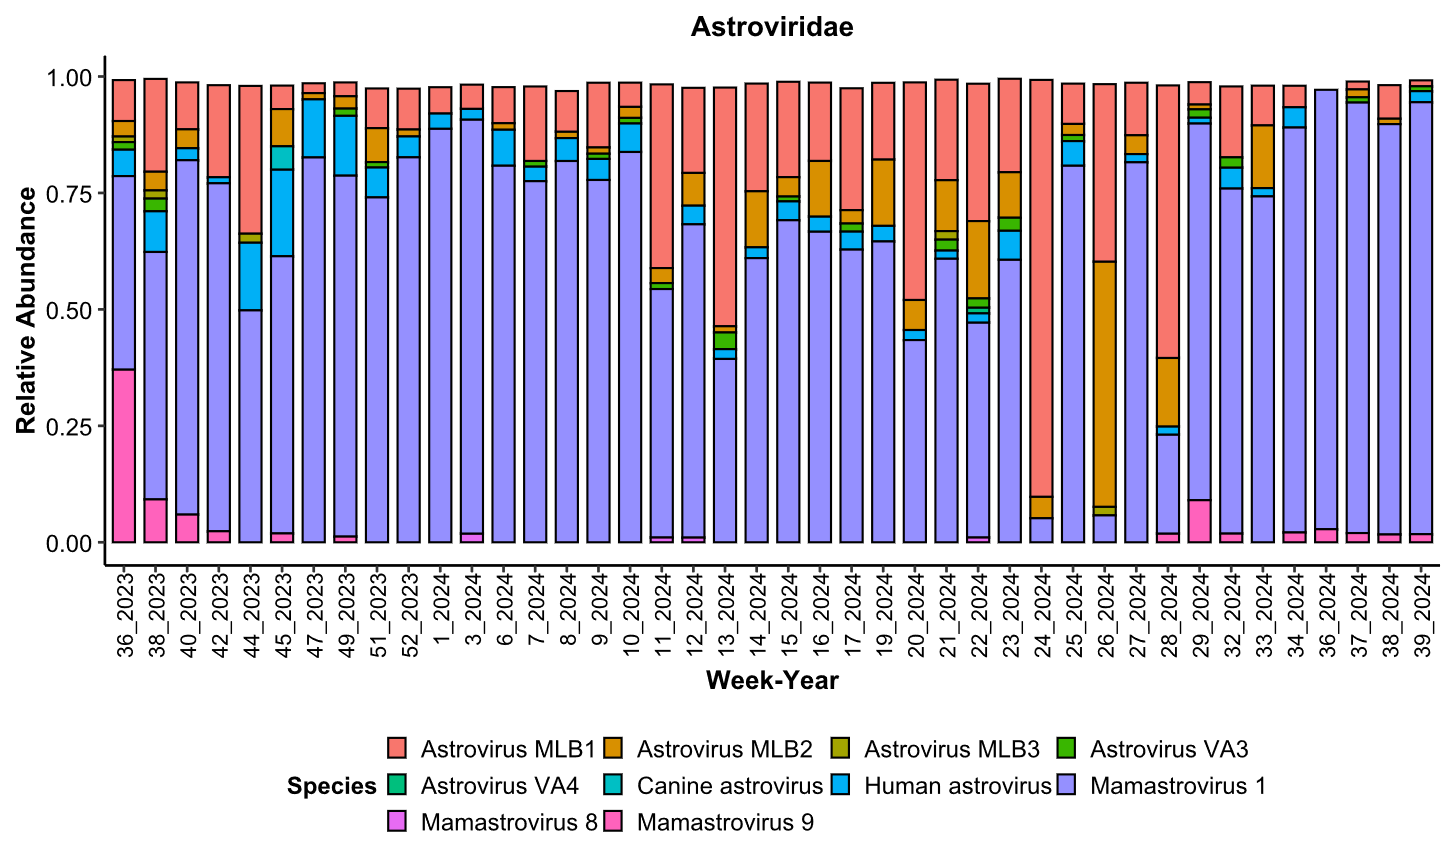 Astroviridae
Relative Abundance
1.00
0.75
0.50
0.25
0.00
36_2023 38_2023 40_2023 42_2023 44_2023 45_2023 47_2023 49_2023 51_2023 52_2023 1_2024 3_2024 6_2024 7_2024 8_2024 9_2024 10_2024 11_2024 12_2024 13_2024 14_2024 15_2024 16_2024 17_2024 19_2024 20_2024 21_2024 22_2024 23_2024 24_2024 25_2024 26_2024 27_2024 28_2024 29_2024 32_2024 33_2024 34_2024 36_2024 37_2024 38_2024 39_2024
Week-Year
Astrovirus MLB1 Astrovirus MLB2 Astrovirus MLB3 Astrovirus VA3
Species Astrovirus VA4 Canine astrovirus Human astrovirus Mamastrovirus 1
Mamastrovirus 8 Mamastrovirus 9